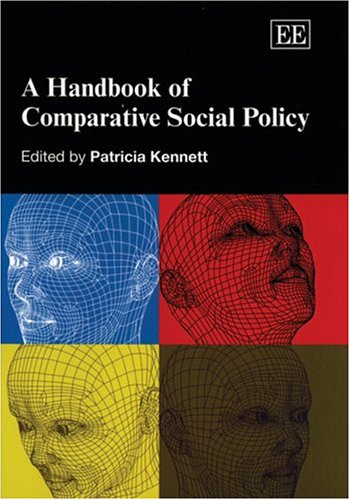 EE
A Handbook of
Comparative Social Policy
Edited by Patricia Kennett